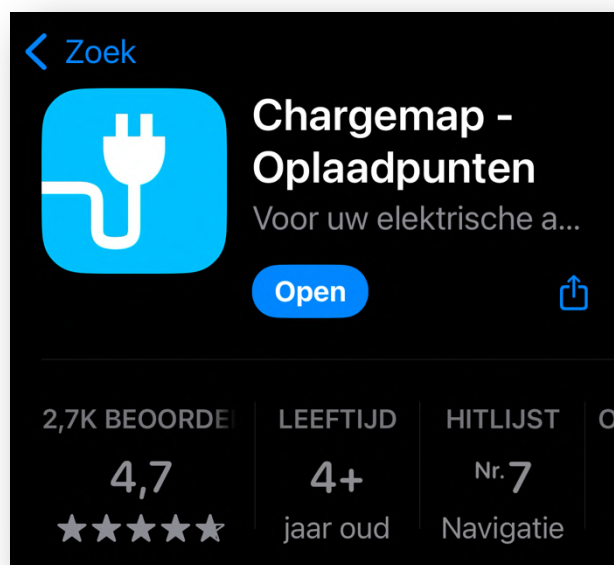 Zoek
Chargemap -
Oplaadpunten
Voor uw elektrische a...
Open
2,7K BEOORDE
LEEFTIJD
HITLIJST
4,7
4+
Nr.7
jaar oud
Navigatie